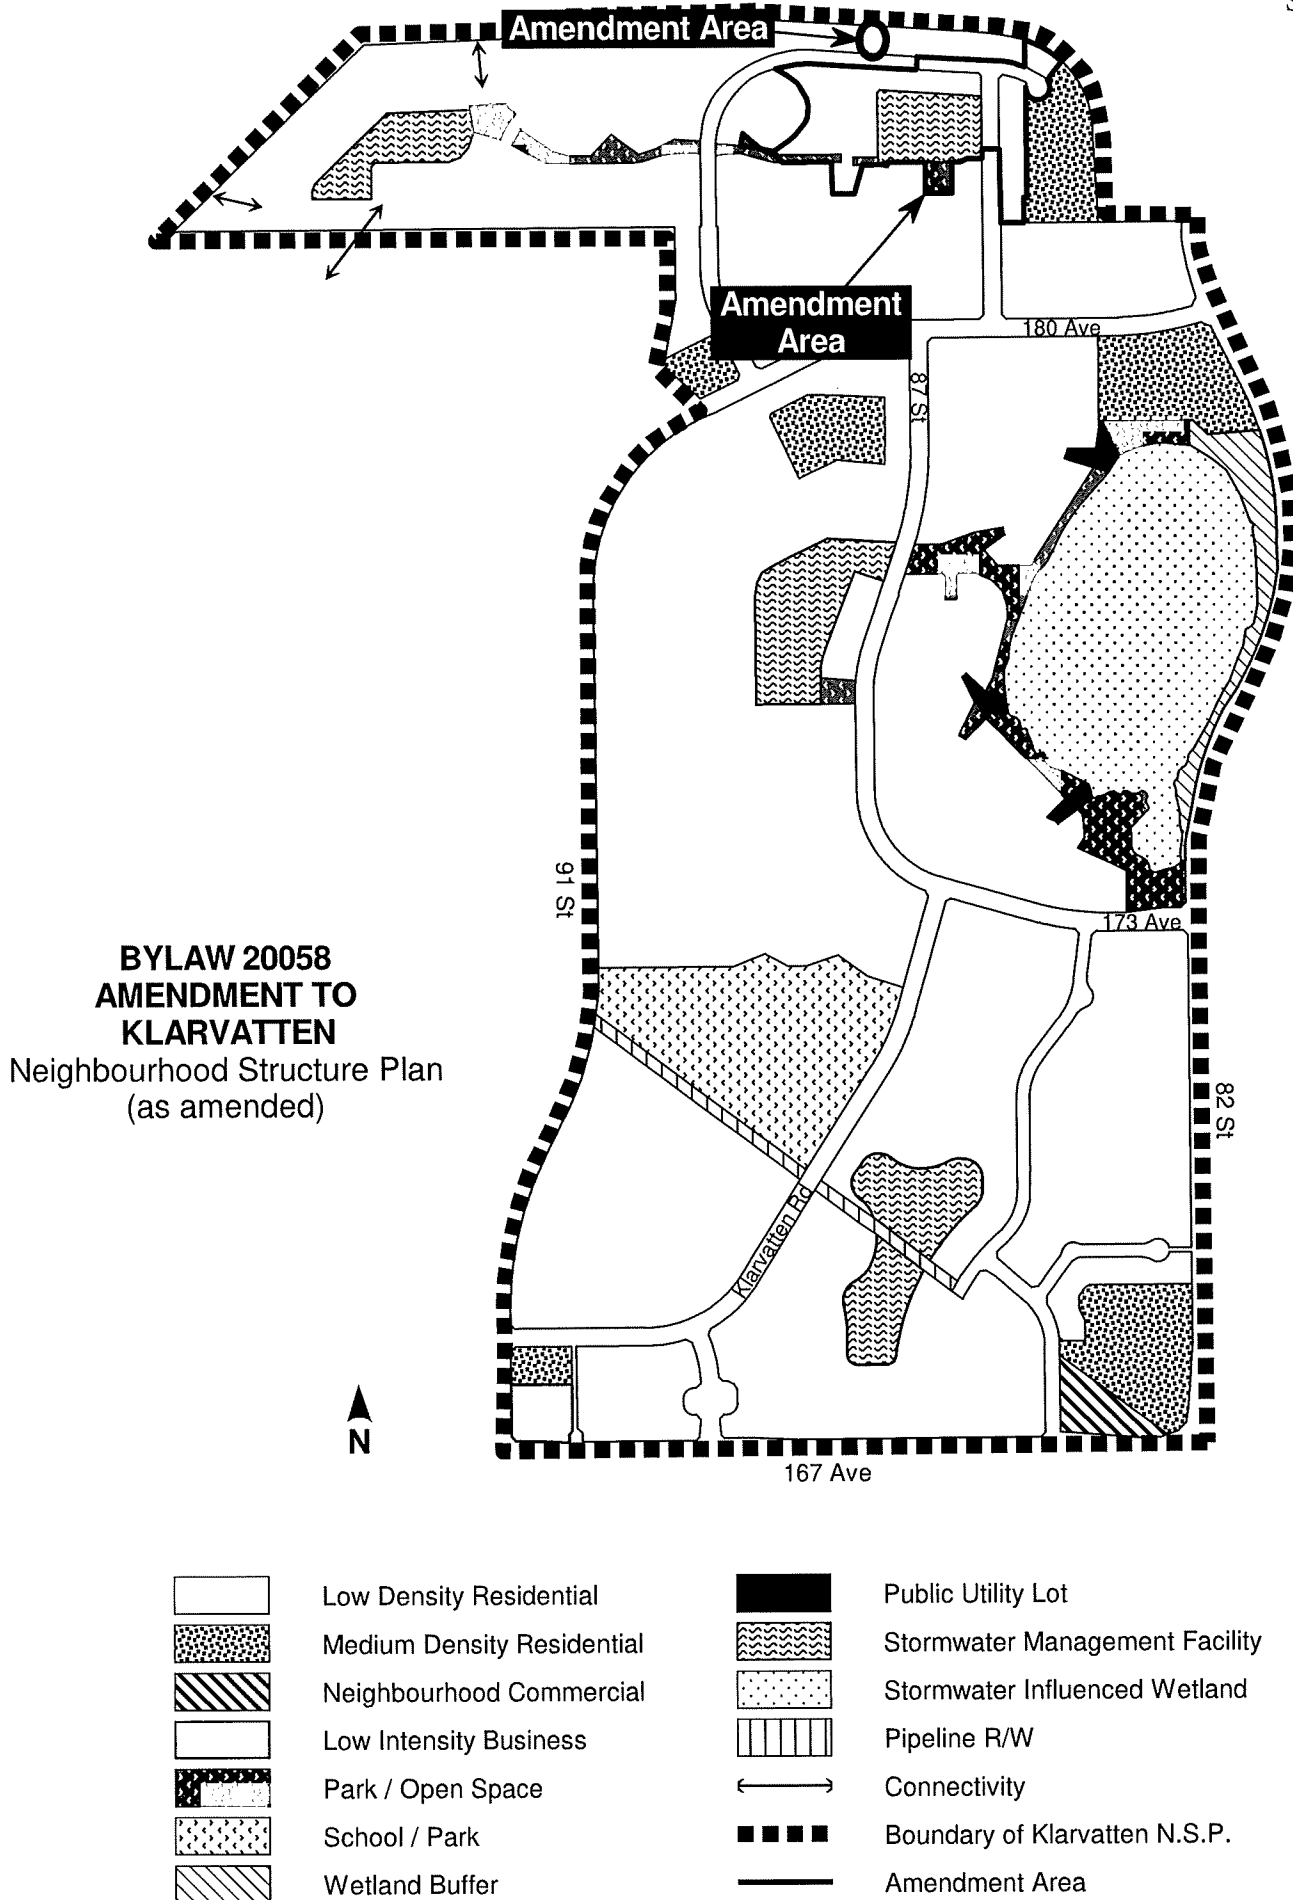 Amendment Area
Amendment
Area
180 Ave
87 St
91 St
173 Ave
BYLAW 20058
AMENDMENT TO
KLARVATTEN
Neighbourhood Structure Plan
(as amended)
82 St
Klarvatten Rd
N
167 Ave
Low Density Residential
Medium Density Residential
Neighbourhood Commercial
Low Intensity Business
Park / Open Space
School / Park
Wetland Buffer
Public Utility Lot
Stormwater Management Facility
Stormwater Influenced Wetland
Pipeline R/W
Connectivity
Boundary of Klarvatten N.S.P.
Amendment Area